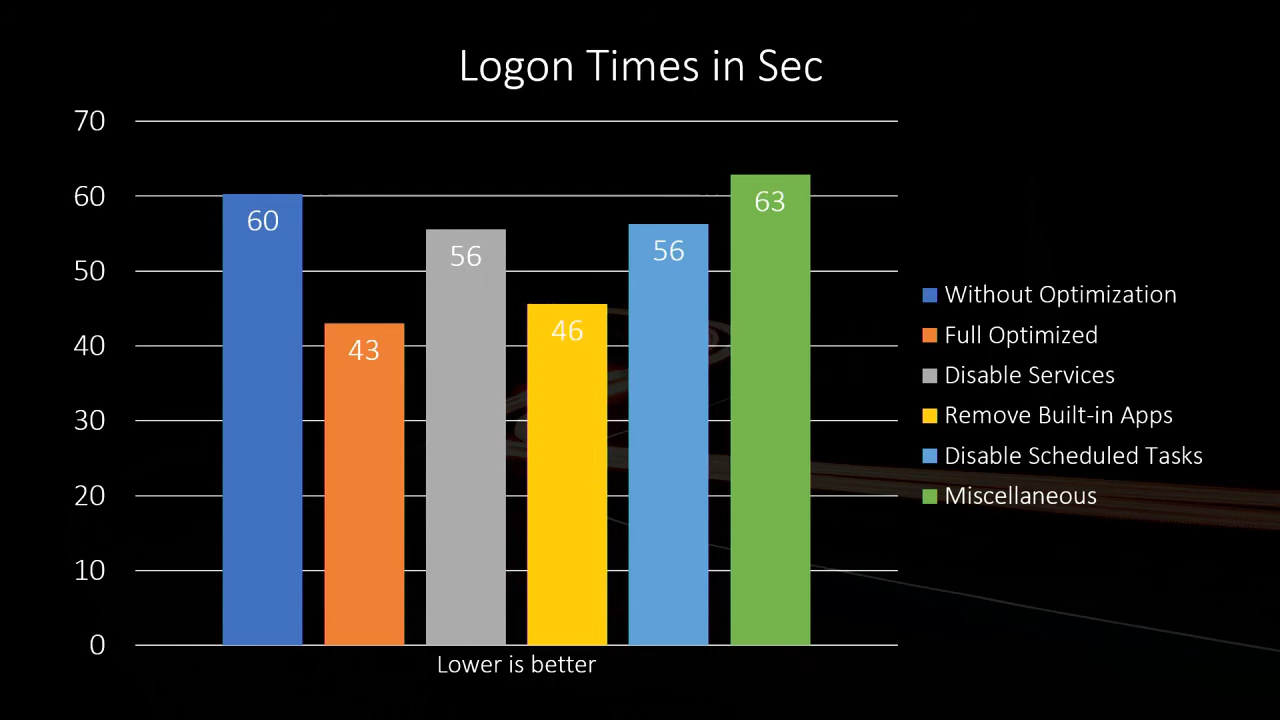 Logon Times in Sec
70
60
50
40
30
20
10
0
60
43
56
46
56
63
Lower is better
Without Optimization
Full Optimized
Disable Services
Remove Built-in Apps
Disable Scheduled Tasks
Miscellaneous